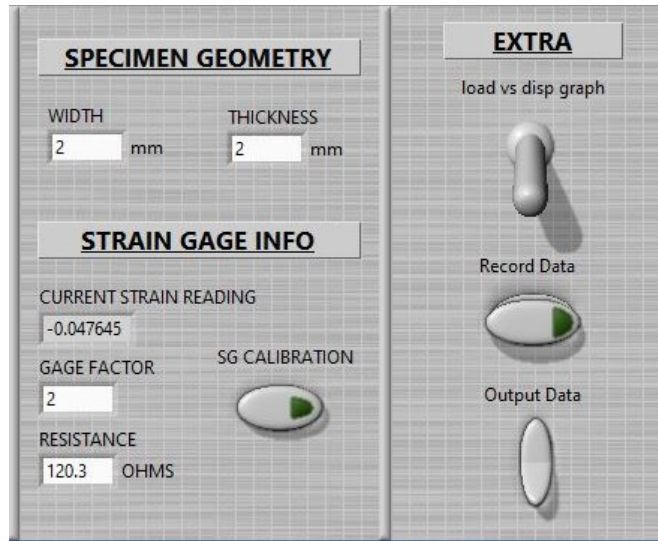 SPECIMEN GEOMETRY
WIDTH
2 mm
THICKNESS
2 mm
STRAIN GAGE INFO
CURRENT STRAIN READING
-0.047645
GAGE FACTOR
2
SG CALIBRATION
RESISTANCE
120.3 OHMS
EXTRA
load vs disp graph
Record Data
Output Data